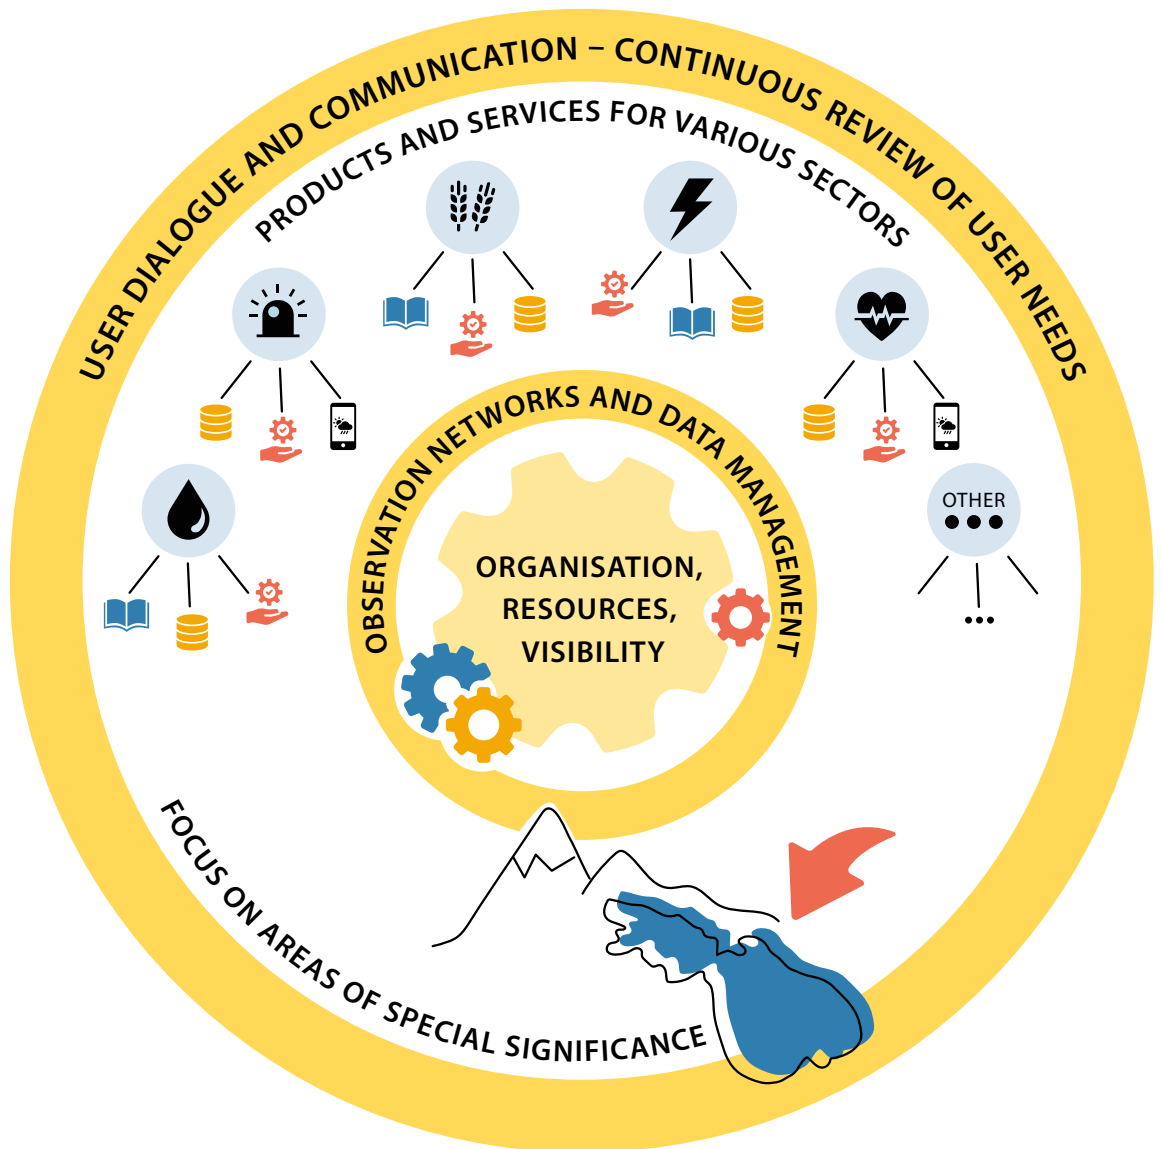 USER DIALOGUE AND COMMUNICATION – CONTINUOUS REVIEW OF USER NEEDS
PRODUCTS AND SERVICES FOR VARIOUS SECTORS
OTHER
OBSERVATION NETWORKS AND DATA MANAGEMENT
ORGANISATION,
RESOURCES,
VISIBILITY
FOCUS ON AREAS OF SPECIAL SIGNIFICANCE